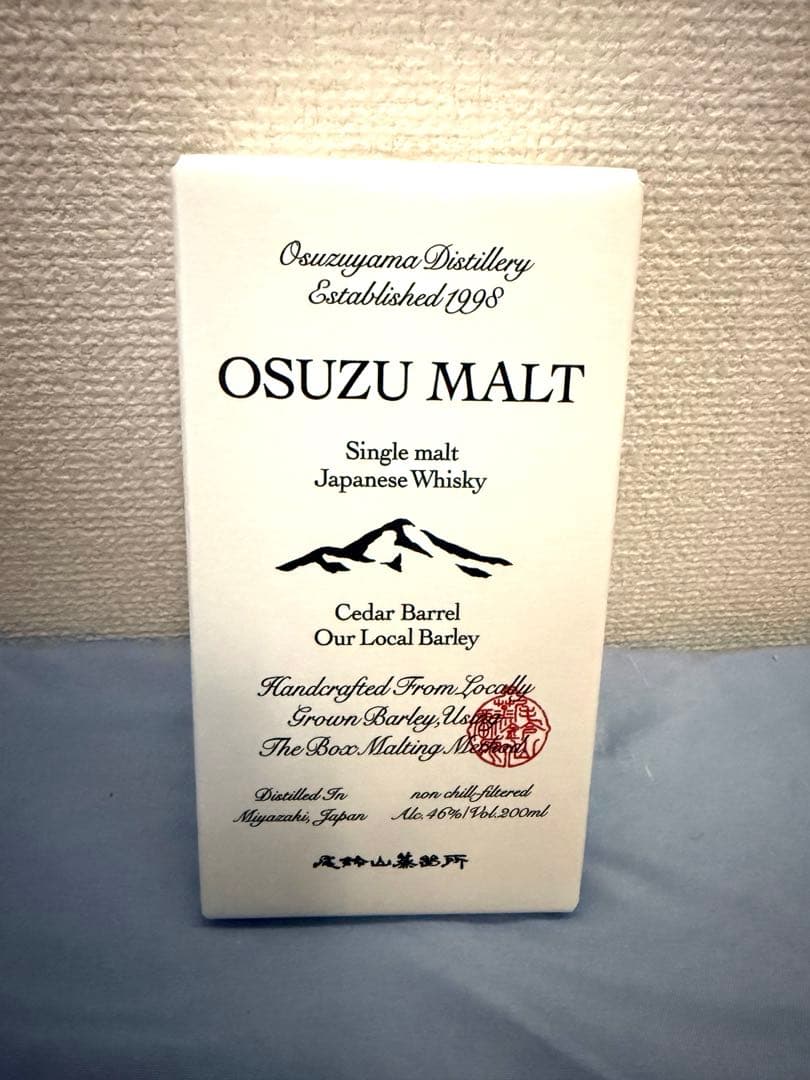 Osuzuyama Distillery
Established 1998
OSUZU MALT
Single malt
Japanese Whisky
Cedar Barrel
Our Local Barley
Handcrafted From Locally
Grown Barley, Using
The Box Malting Method.
Distilled In
Miyazaki, Japan
non chill-filtered
Alc. 46%/Vol.200ml
尾鈴山蒸留所